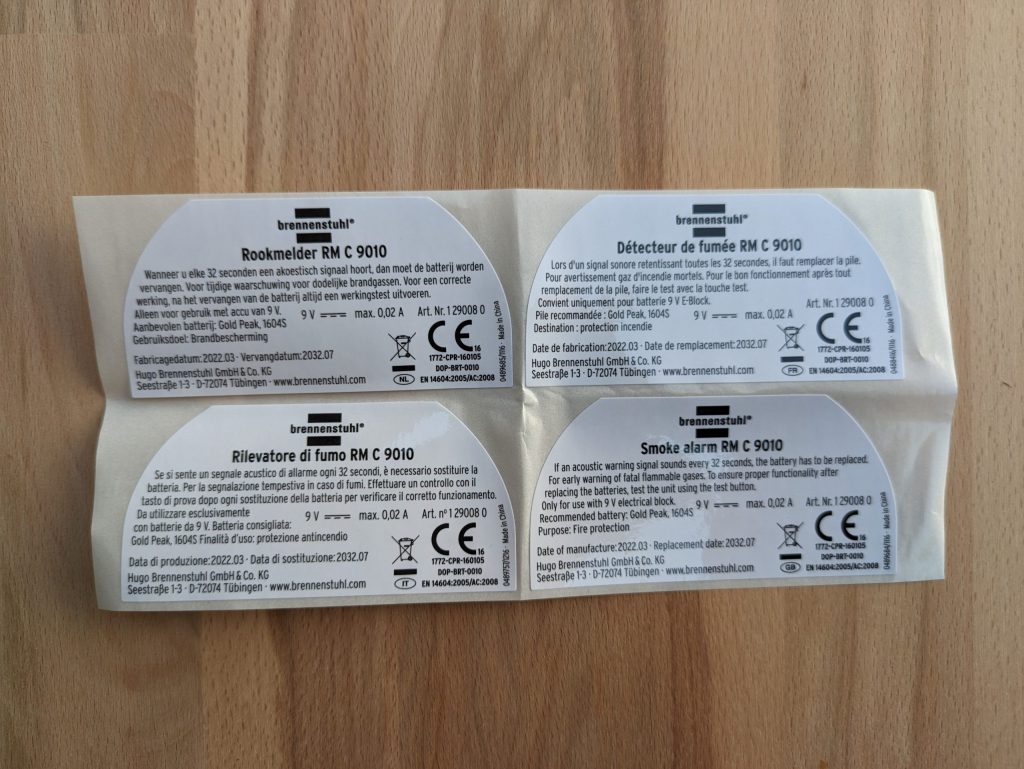 brennenstuhl®
Rookmelder RM C 9010
Wanneer u elke 32 seconden een akoestisch signaal hoort, dan moet de batterij worden
vervangen. Voor tijdige waarschuwing voor dodelijke brandgassen. Voor een correcte
werking, na het vervangen van de batterij altijd een werkingstest uitvoeren.
Alleen voor gebruik met accu van 9 V.
Aanbevolen batterij: Gold Peak, 1604S
Gebruiksdoel: Brandbescherming
9 V max. 0,02 A Art. Nr. 1 29008 0
CE 16
1772-CPR-160105
DOP-BRT-0010
NL EN 14604:2005/AC:2008
Fabricagedatum: 2022.03 · Vervangdatum: 2032.07
Hugo Brennenstuhl GmbH & Co. KG
Seestraße 1-3 · D-72074 Tübingen · www.brennenstuhl.com
0489685/1116 · Made in China
brennenstuhl®
Détecteur de fumée RM C 9010
Lors d'un signal sonore retentissant toutes les 32 secondes, il faut remplacer la pile.
Pour avertissement gaz d'incendie mortels. Pour le bon fonctionnement après tout
remplacement de la pile, faire le test avec la touche test.
Convient uniquement pour batterie 9 V E-Block.
Pile recommandée : Gold Peak, 1604S
Destination : protection incendie
9 V max. 0,02 A Art. Nr. 1 29008 0
CE 16
1772-CPR-160105
DOP-BRT-0010
FR EN 14604:2005/AC:2008
Date de fabrication: 2022.03 · Date de remplacement: 2032.07
Hugo Brennenstuhl GmbH & Co. KG
Seestraße 1-3 · D-72074 Tübingen · www.brennenstuhl.com
Made in China
brennenstuhl®
Rilevatore di fumo RM C 9010
Se si sente un segnale acustico di allarme ogni 32 secondi, è necessario sostituire la
batteria. Per la segnalazione tempestiva in caso di fumi. Effettuare un controllo con il
tasto di prova dopo ogni sostituzione della batteria per verificare il corretto funzionamento.
Da utilizzare esclusivamente
con batterie da 9 V. Batteria consigliata:
Gold Peak, 1604S Finalità d'uso: protezione antincendio
9 V max. 0,02 A Art. n° 1 29008 0
CE 16
1772-CPR-160105
DOP-BRT-0010
IT EN 14604:2005/AC:2008
Data di produzione: 2022.03 · Data di sostituzione: 2032.07
Hugo Brennenstuhl GmbH & Co. KG
Seestraße 1-3 · D-72074 Tübingen · www.brennenstuhl.com
Made in China
brennenstuhl®
Smoke alarm RM C 9010
If an acoustic warning signal sounds every 32 seconds, the battery has to be replaced.
For early warning of fatal flammable gases. To ensure proper functionality after
replacing the batteries, test the unit using the test button.
Only for use with 9 V electrical block.
Recommended battery: Gold Peak, 1604S
Purpose: Fire protection
9 V max. 0,02 A Art. Nr. 1 29008 0
CE 16
1772-CPR-160105
DOP-BRT-0010
GB EN 14604:2005/AC:2008
Date of manufacture: 2022.03 · Replacement date: 2032.07
Hugo Brennenstuhl GmbH & Co. KG
Seestraße 1-3 · D-72074 Tübingen · www.brennenstuhl.com
0489684/1116 · Made in China